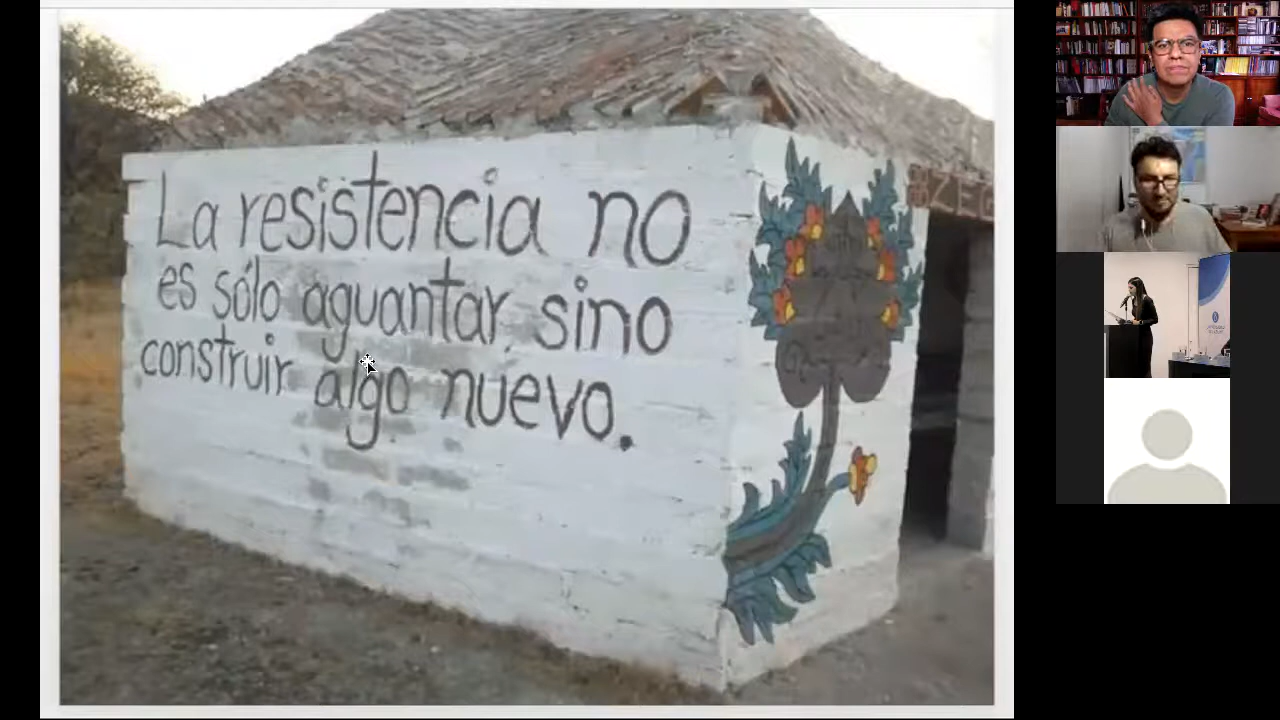 La resistencia no
es sólo aguantar, sino
construir algo nuevo.